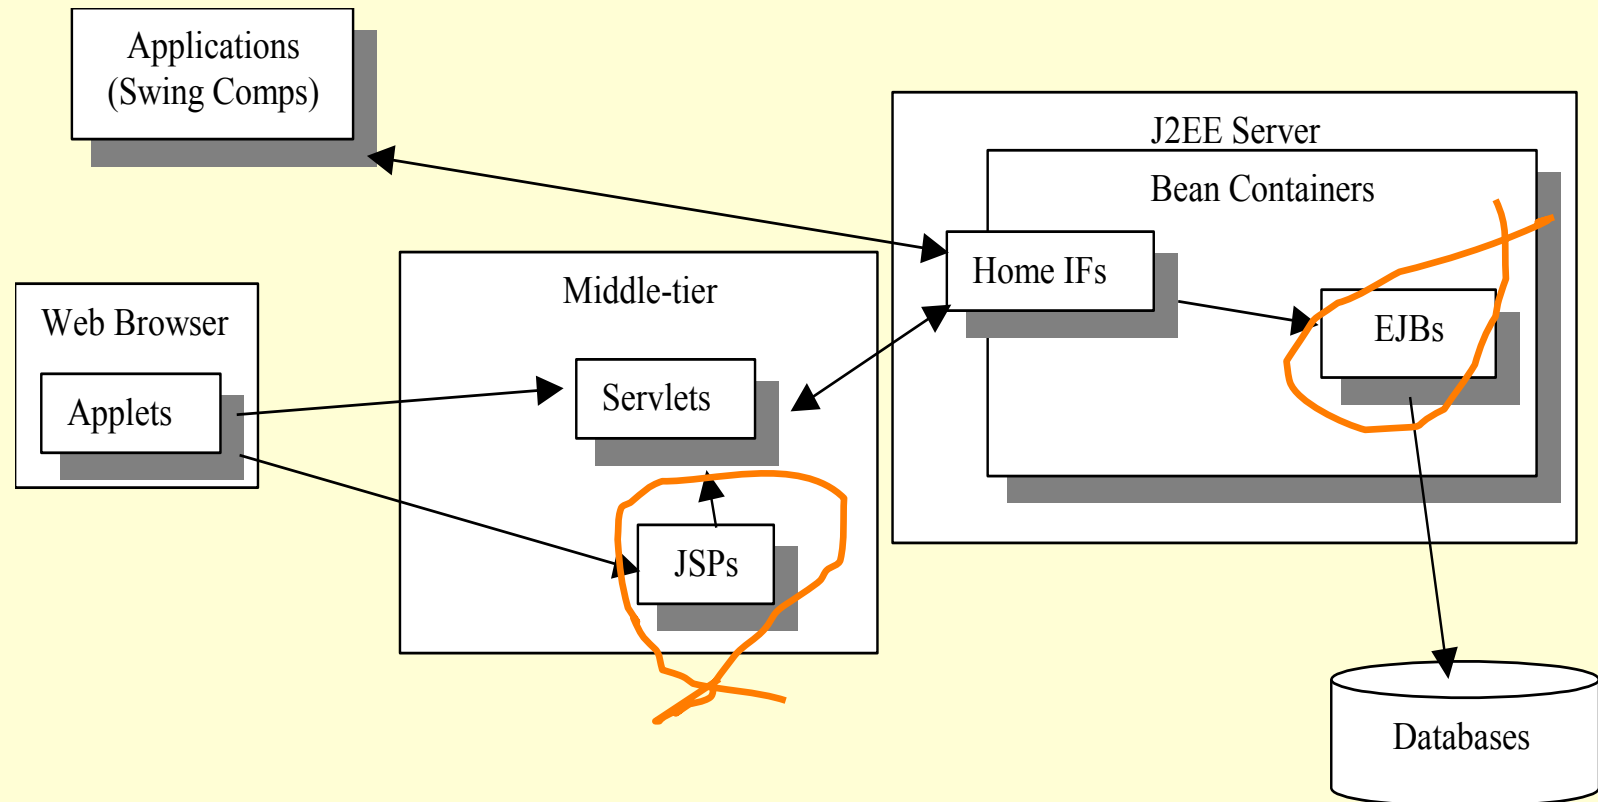 Applications
(Swing Comps)
J2EE Server
Bean Containers
Home IFs
EJBs
Middle-tier
Web Browser
Servlets
Applets
JSPs
Databases